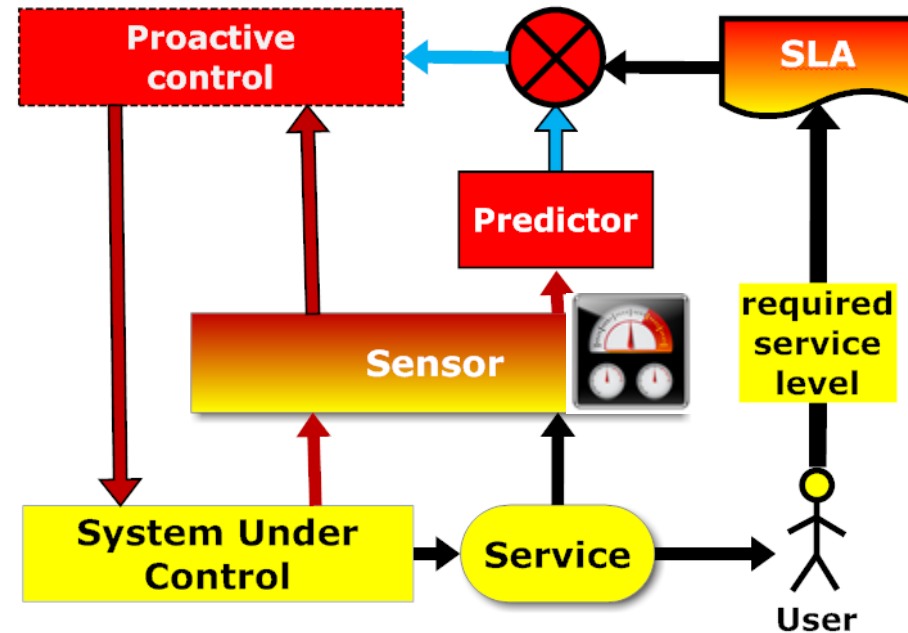 Proactive
control
SLA
Predictor
required
service
level
Sensor
System Under
Control
Service
User